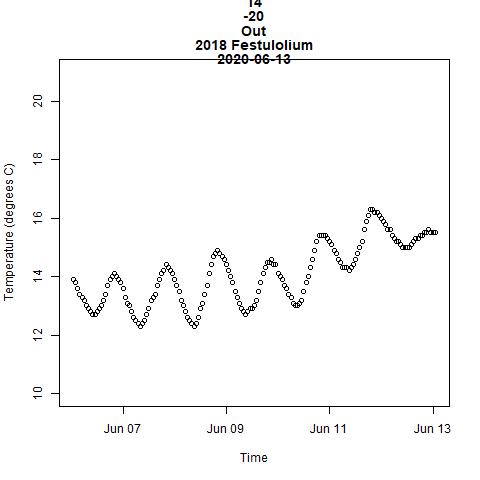 14
-20
Out
2018 Festulolium
2020-06-13
Temperature (degrees C)
20
18
16
14
12
10
Jun 07 Jun 09 Jun 11 Jun 13
Time